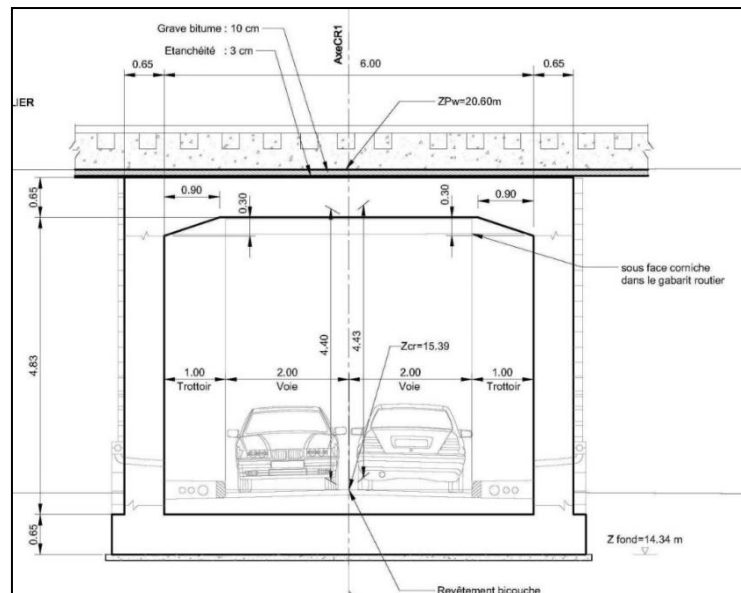 Grave bitume : 10 cm
Etanchéité : 3 cm
AxeCR1
0.65
6.00
0.65
LIER
ZPw=20.60m
0.65
0.90
0.30
0.30
0.90
sous face corniche
dans le gabarit routier
4.83
4.40
4.43
Zcr=15.39
1.00
Trottoir
2.00
Voie
2.00
Voie
1.00
Trottoir
0.65
Z fond=14.34 m
Revêtement bicouche